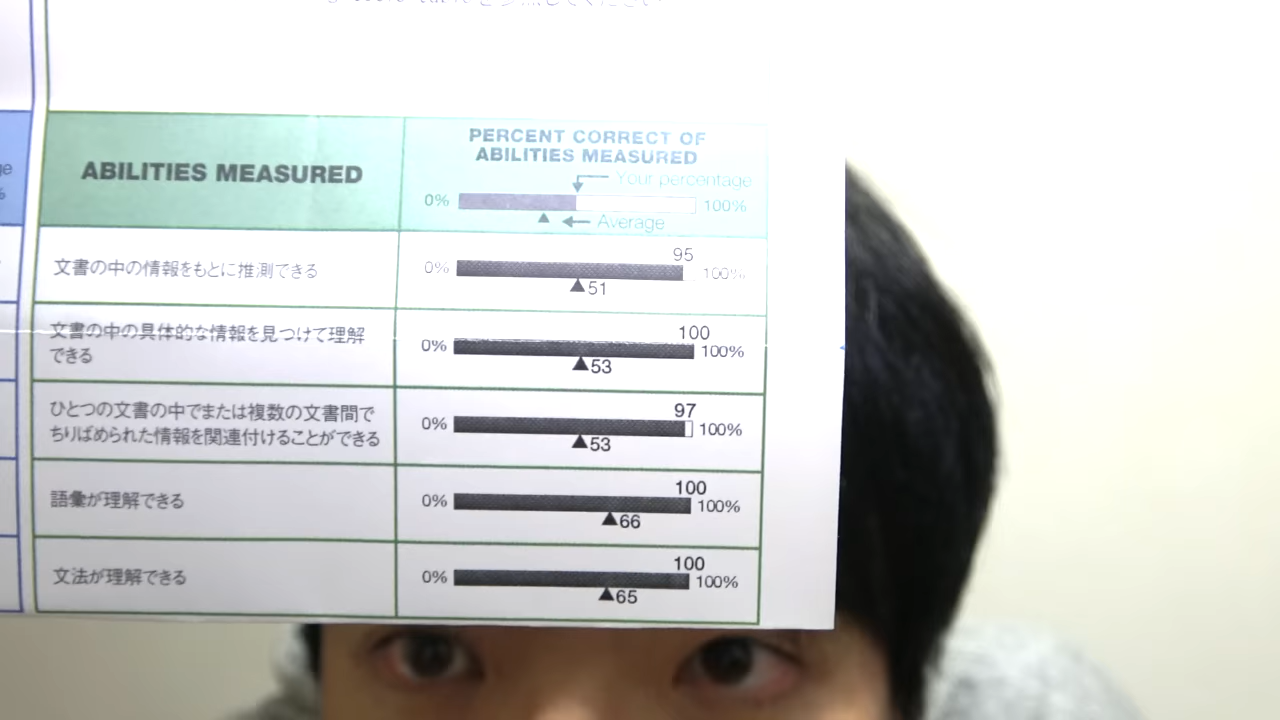 ABILITIES MEASURED
PERCENT CORRECT OF
ABILITIES MEASURED
Your percentage
0% 100%
Average
文書の中の情報をもとに推測できる
95
0% 100%
51
文書の中の具体的な情報を見つけて理解
できる
100
0% 100%
53
ひとつの文書の中でまたは複数の文書間で
ちりばめられた情報を関連付けることができる
97
0% 100%
53
語彙が理解できる
100
0% 100%
66
文法が理解できる
100
0% 100%
65